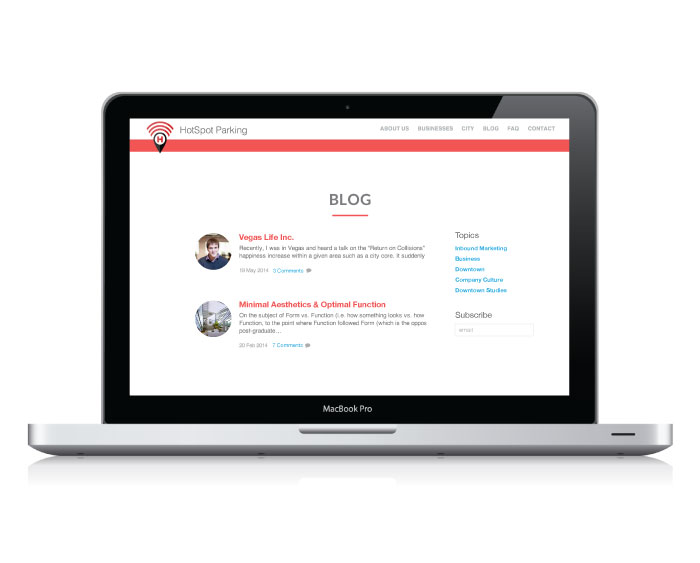 HotSpot Parking
ABOUT US BUSINESSES CITY BLOG FAQ CONTACT
H
BLOG
Vegas Life Inc.
Recently, I was in Vegas and heard a talk on the "Return on Collisions"
happiness increase within a given area such as a city core. It suddenly
19 May 2014 3 Comments
Minimal Aesthetics & Optimal Function
On the subject of Form vs. Function (i.e. how something looks vs. how
Function, to the point where Function followed Form (which is the oppos
post-graduate...
20 Feb 2014 7 Comments
Topics
Inbound Marketing
Business
Downtown
Company Culture
Downtown Studies
Subscribe
email
MacBook Pro